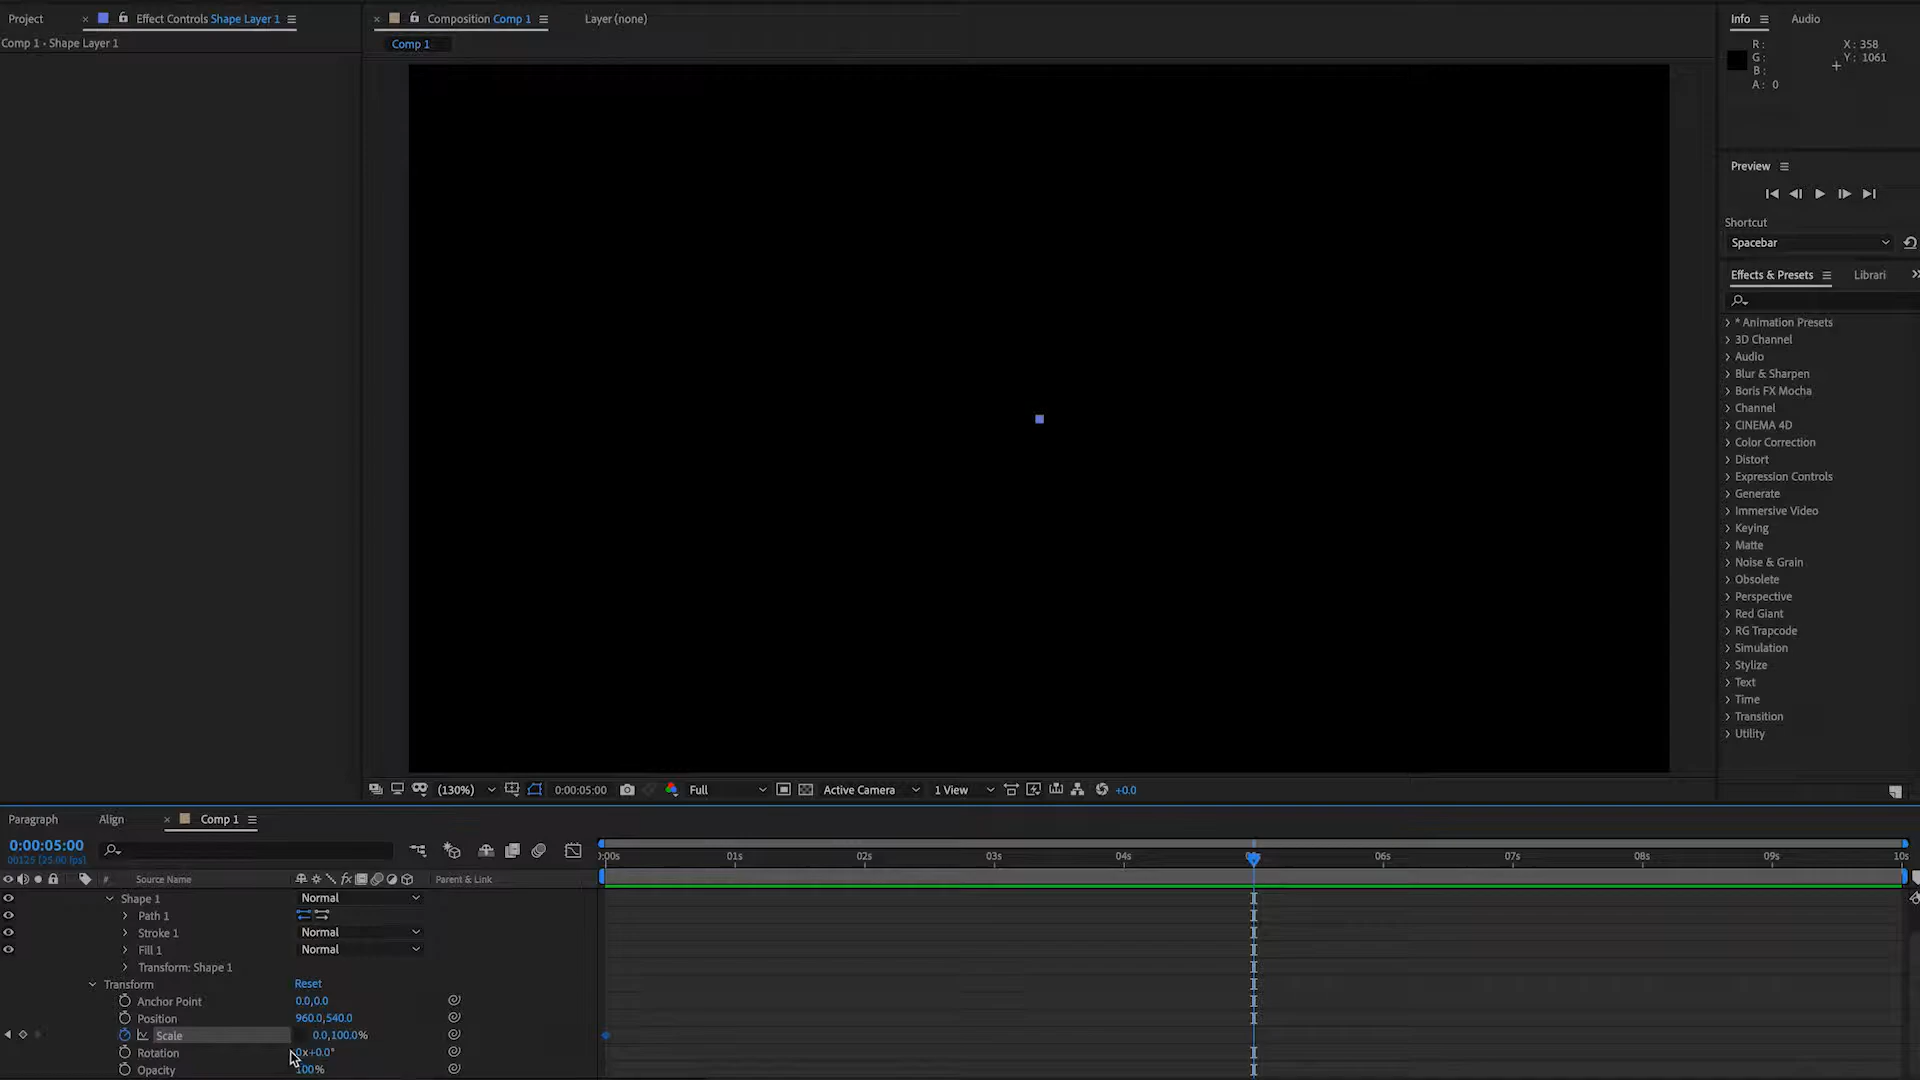 Project
Effect Controls Shape Layer 1
Composition Comp 1
Layer (none)
Info
Audio
Comp 1 • Shape Layer 1
Comp 1
R:
G:
B:
A: 0
X: 358
Y: 1061
Preview
Shortcut
Spacebar
Effects & Presets
Librari
* Animation Presets
3D Channel
Audio
Blur & Sharpen
Boris FX Mocha
Channel
CINEMA 4D
Color Correction
Distort
Expression Controls
Generate
Immersive Video
Keying
Matte
Noise & Grain
Obsolete
Perspective
Red Giant
RG Trapcode
Simulation
Stylize
Text
Time
Transition
Utility
(130%)
0:00:05:00
Full
Active Camera
1 View
+0.0
Paragraph
Align
Comp 1
0:00:05:00
00125 (25.00 fps)
:00s
01s
02s
03s
04s
06s
07s
08s
09s
10s
#
Source Name
fx
Parent & Link
Shape 1
Normal
Path 1
Stroke 1
Normal
Fill 1
Normal
Transform: Shape 1
Transform
Reset
Anchor Point
0.0,0.0
Position
960.0,540.0
Scale
0.0,100.0%
Rotation
0x+0.0°
Opacity
100%